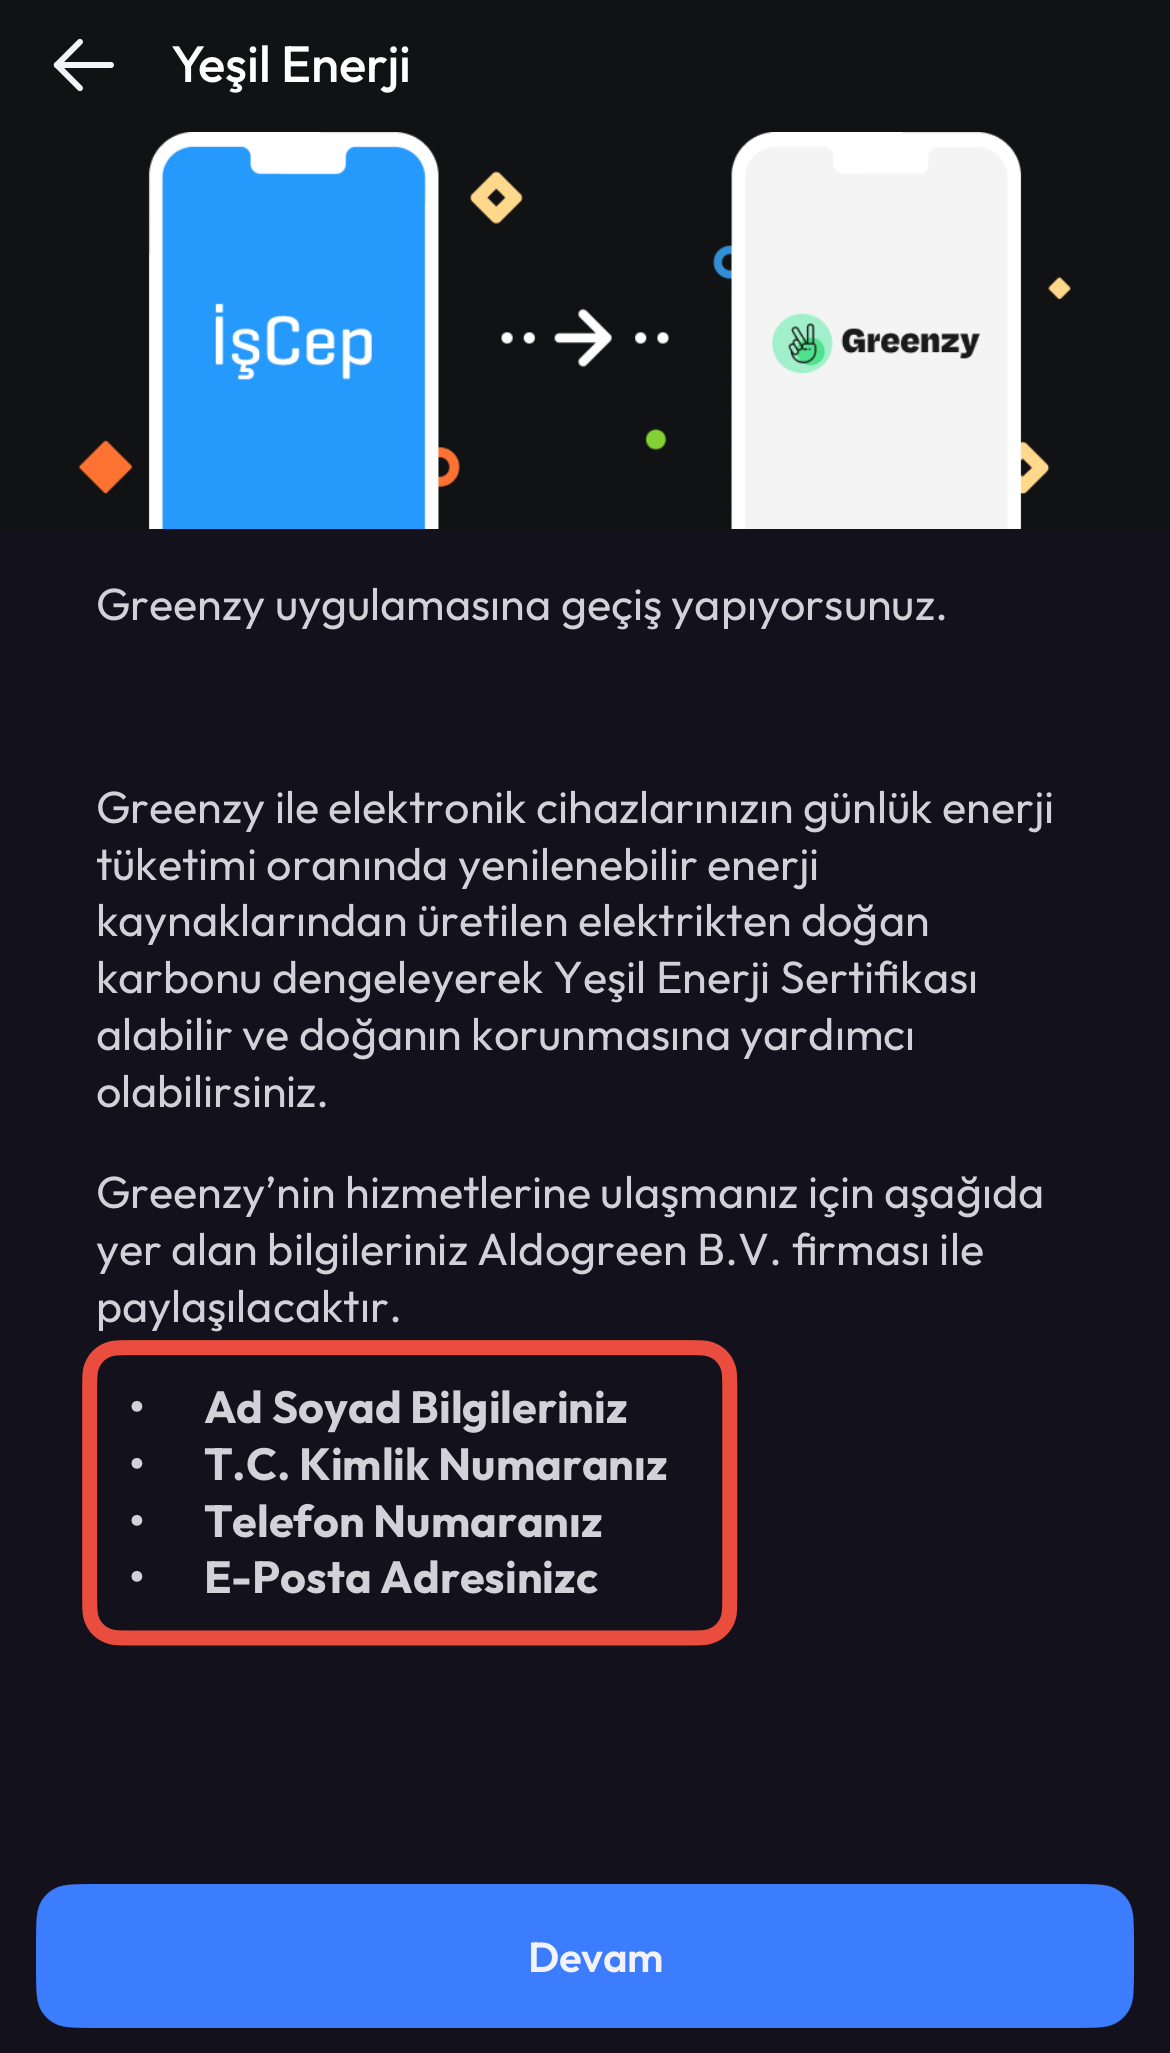 Yeşil Enerji
İşCep
Greenzy
Greenzy uygulamasına geçiş yapıyorsunuz.
Greenzy ile elektronik cihazlarınızın günlük enerji
tüketimi oranında yenilenebilir enerji
kaynaklarından üretilen elektrikten doğan
karbonu dengeleyerek Yeşil Enerji Sertifikası
alabilir ve doğanın korunmasına yardımcı
olabilirsiniz.
Greenzy’nin hizmetlerine ulaşmanız için aşağıda
yer alan bilgileriniz Aldogreen B.V. firması ile
paylaşılacaktır.
• Ad Soyad Bilgileriniz
• T.C. Kimlik Numaranız
• Telefon Numaranız
• E-Posta Adresinizc
Devam